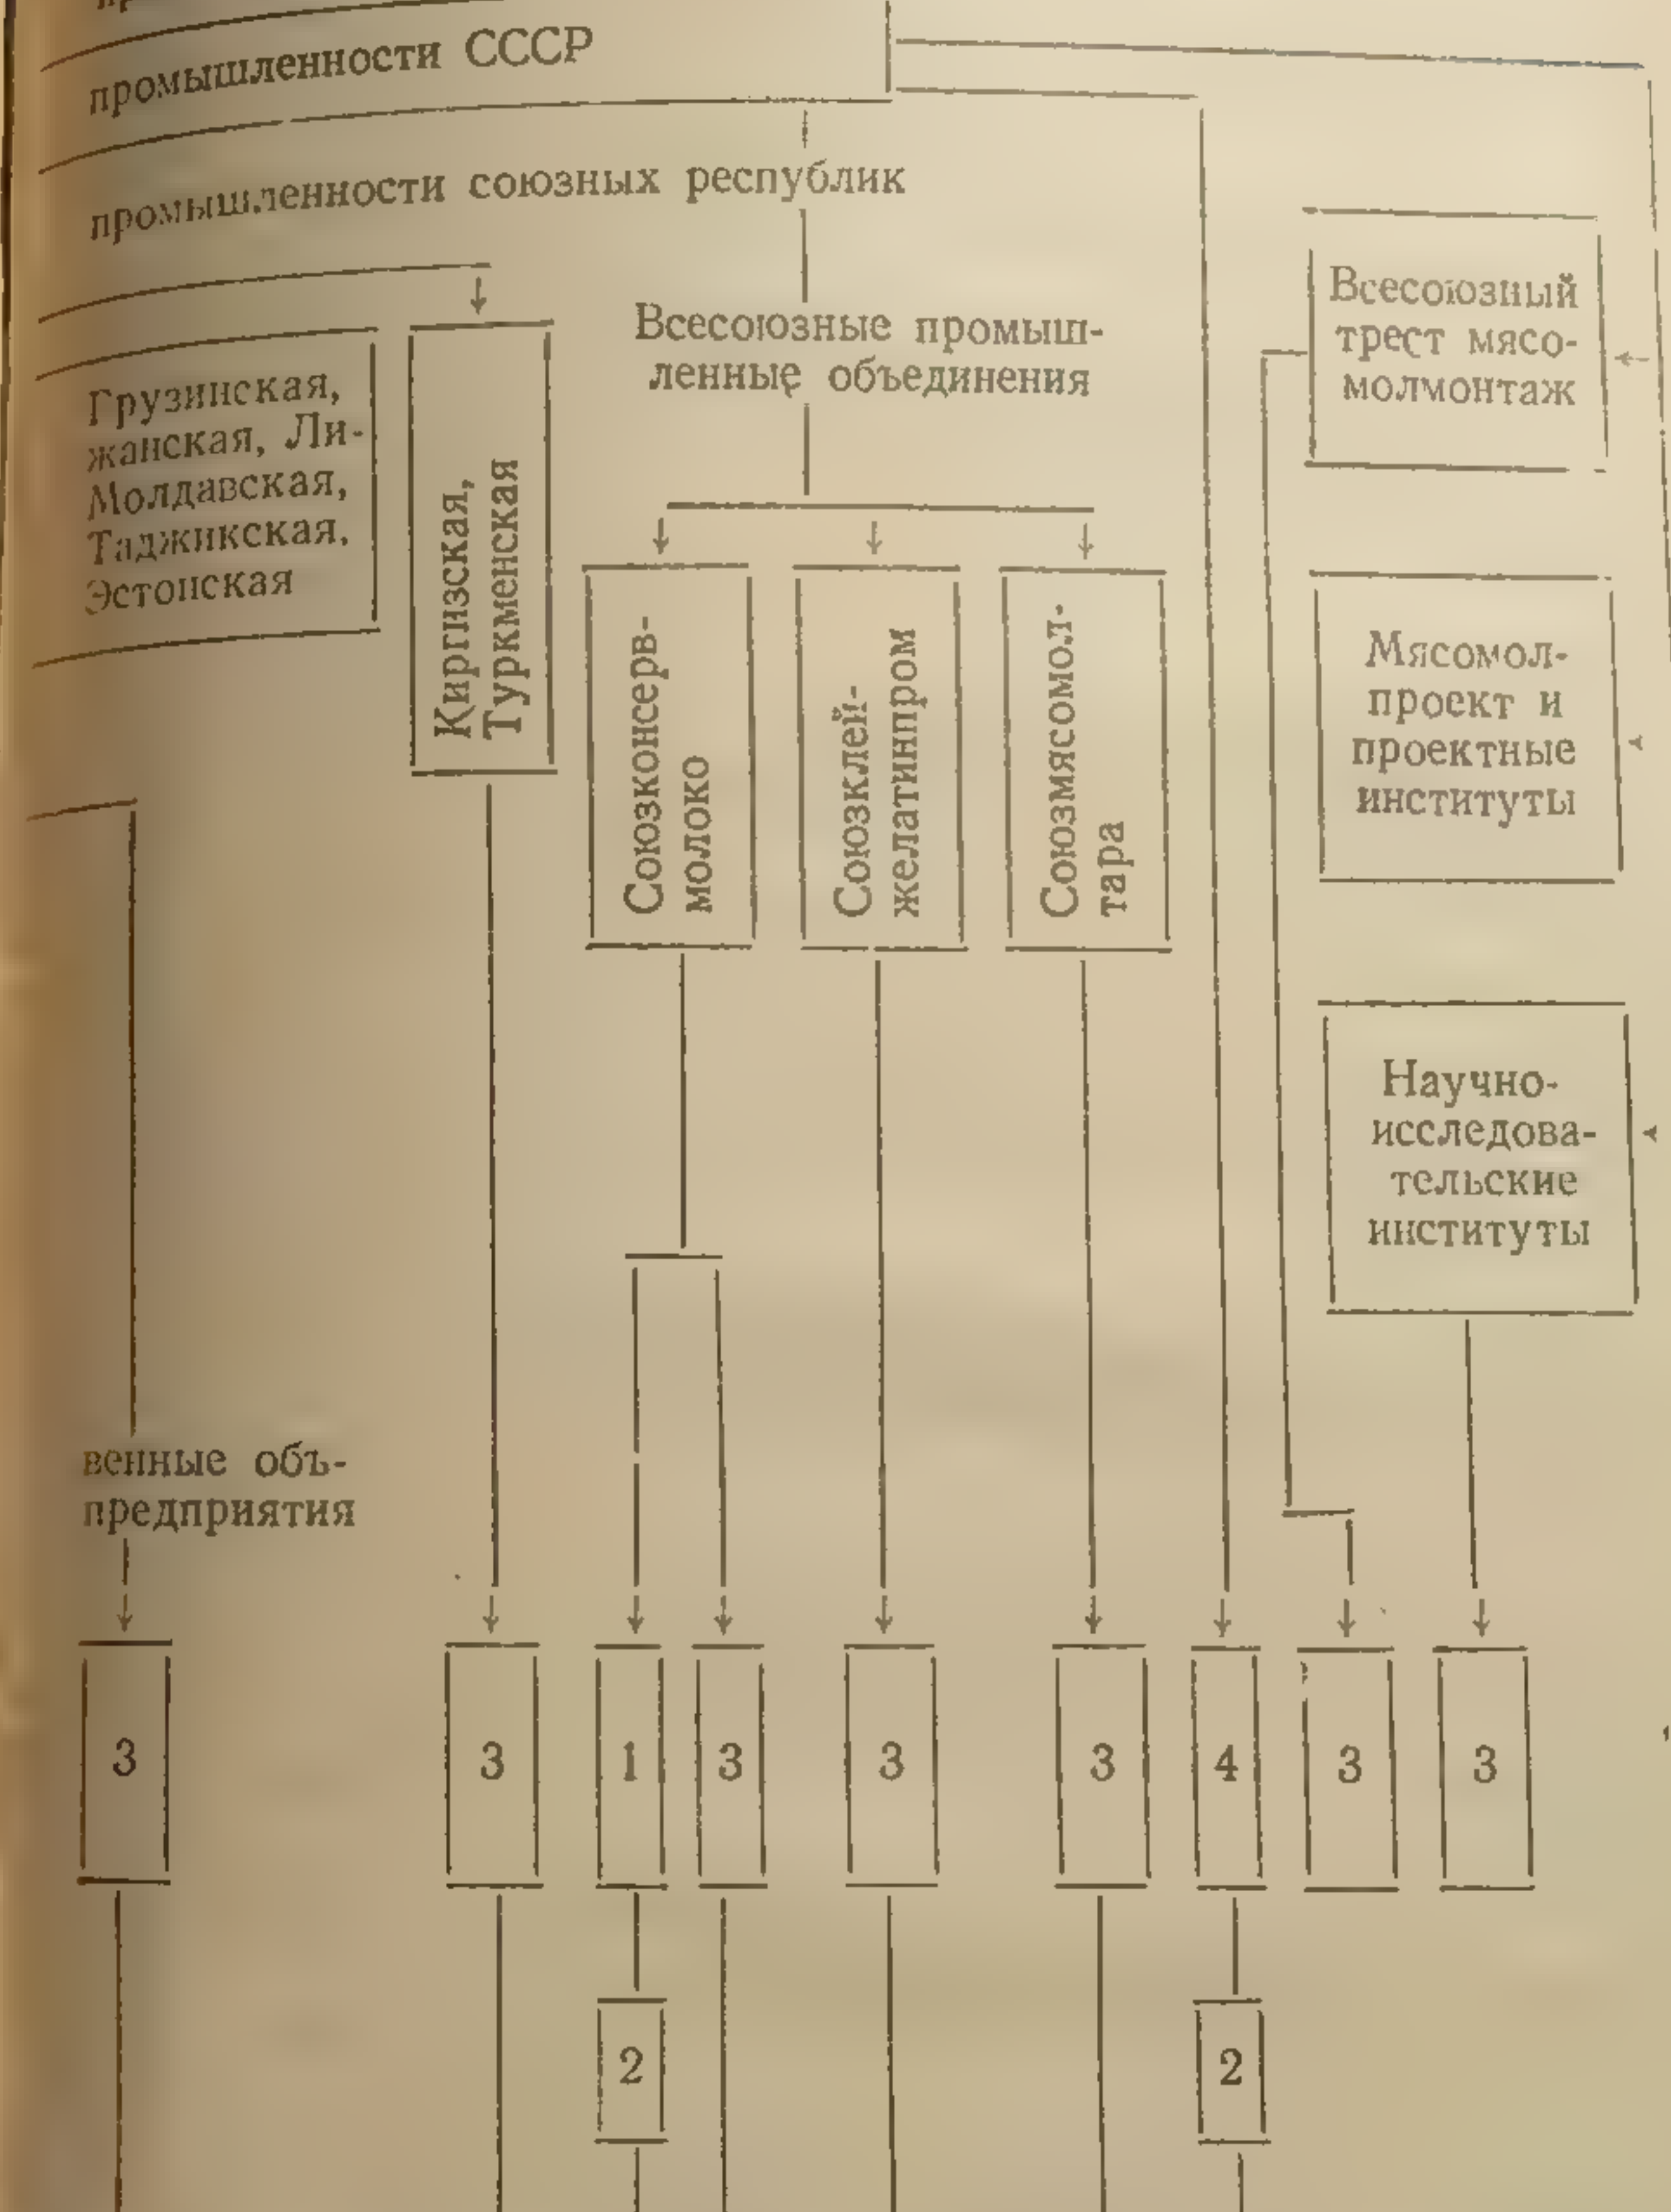 промышленности СССР
промышленности союзных республик
Грузинская,
жанская, Ли-
Молдавская,
Таджикская,
Эстонская
Киргизская,
Туркменская
Всесоюзные промыш-
ленные объединения
Союзконсерв-
молоко
Союзклей-
желатинпром
Союзмясомол-
тара
Всесоюзный
трест мясо-
молмонтаж
Мясомол-
проект и
проектные
институты
Научно-
исследова-
тельские
институты
венные объ-
предприятия
3 3 1 3 3 3 4 3 3
2 2